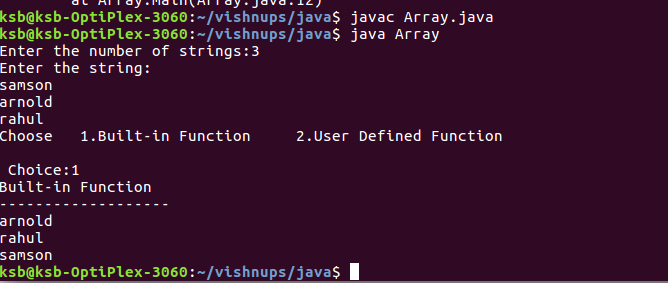 at Array.main(Array.java:12)
ksb@ksb-OptiPlex-3060:~/vishnups/java$ javac Array.java
ksb@ksb-OptiPlex-3060:~/vishnups/java$ java Array
Enter the number of strings:3
Enter the string:
samson
arnold
rahul
Choose   1.Built-in Function     2.User Defined Function
 Choice:1
Built-in Function
-------------------
arnold
rahul
samson
ksb@ksb-OptiPlex-3060:~/vishnups/java$